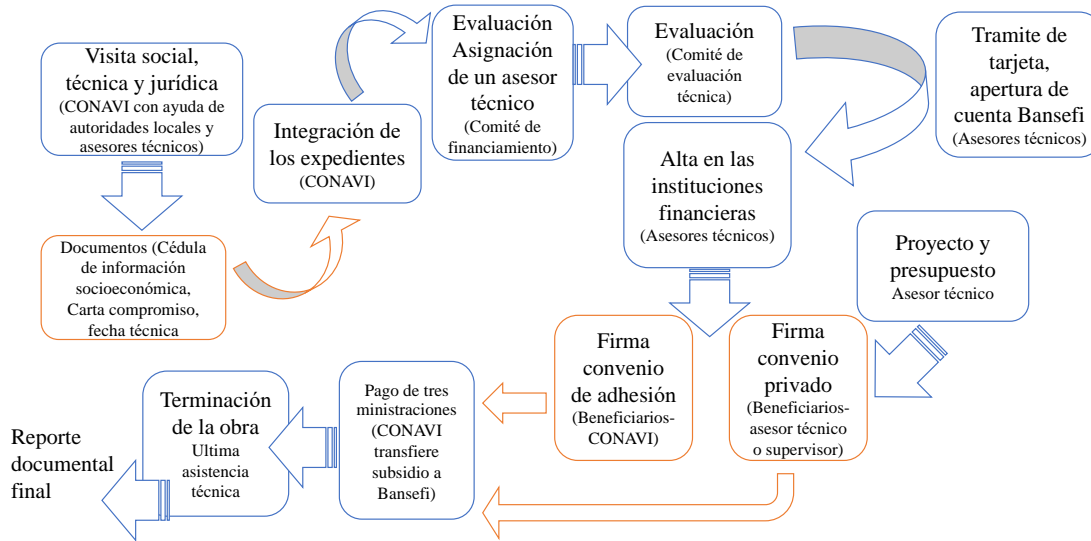 Visita social,
técnica y jurídica
(CONAVI con ayuda de
autoridades locales y
asesores técnicos)
Documentos (Cédula
de información
socioeconómica,
Carta compromiso,
fecha técnica
Integración de
los expedientes
(CONAVI)
Evaluación
Asignación
de un asesor
técnico
(Comité de
financiamiento)
Evaluación
(Comité de
evaluación
técnica)
Tramite de
tarjeta,
apertura de
cuenta Bansefi
(Asesores técnicos)
Alta en las
instituciones
financieras
(Asesores técnicos)
Proyecto y
presupuesto
Asesor técnico
Firma
convenio
de adhesión
(Beneficiarios-
CONAVI)
Firma
convenio
privado
(Beneficiarios-
asesor técnico
o supervisor)
Pago de tres
ministraciones
(CONAVI
transfiere
subsidio a
Bansefi)
Terminación
de la obra
Ultima
asistencia
técnica
Reporte
documental
final